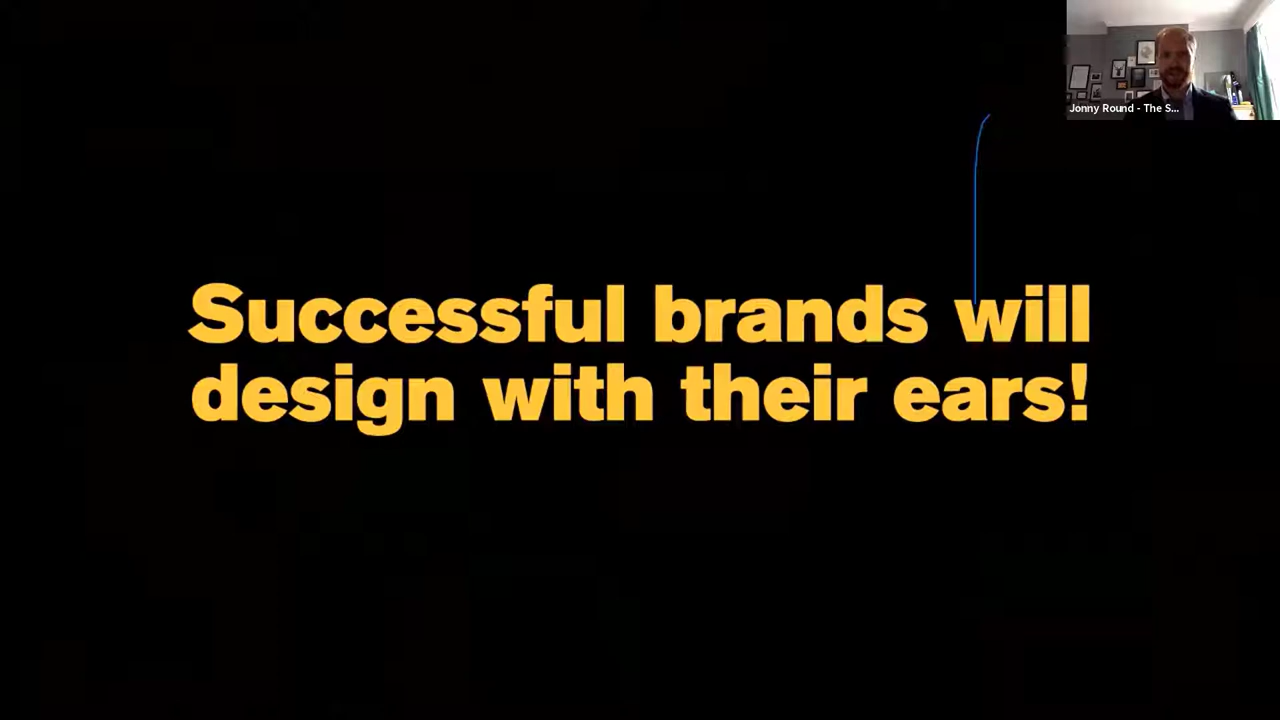 Jonny Round - The S...
Successful brands will
design with their ears!